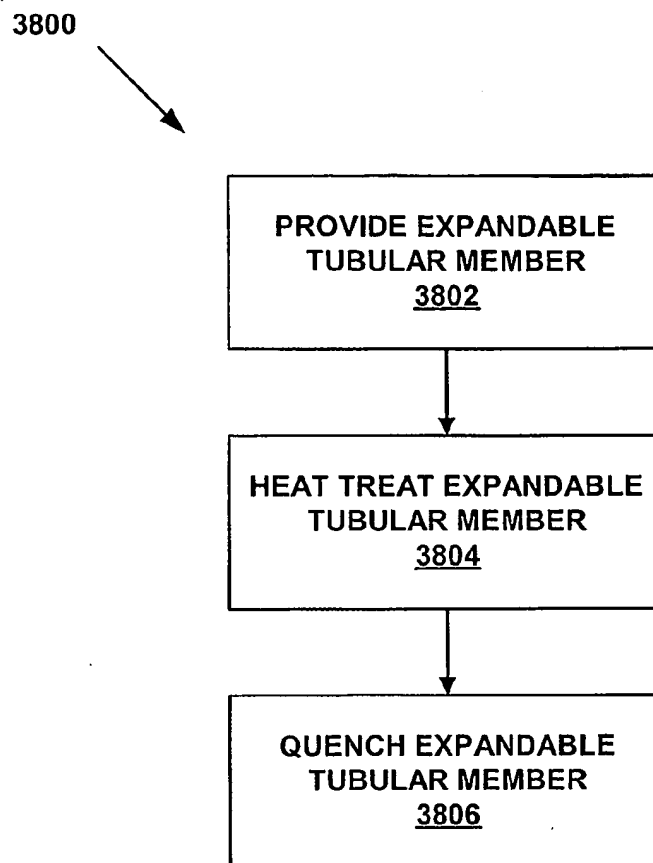 3800
PROVIDE EXPANDABLE
TUBULAR MEMBER
3802
HEAT TREAT EXPANDABLE
TUBULAR MEMBER
3804
QUENCH EXPANDABLE
TUBULAR MEMBER
3806